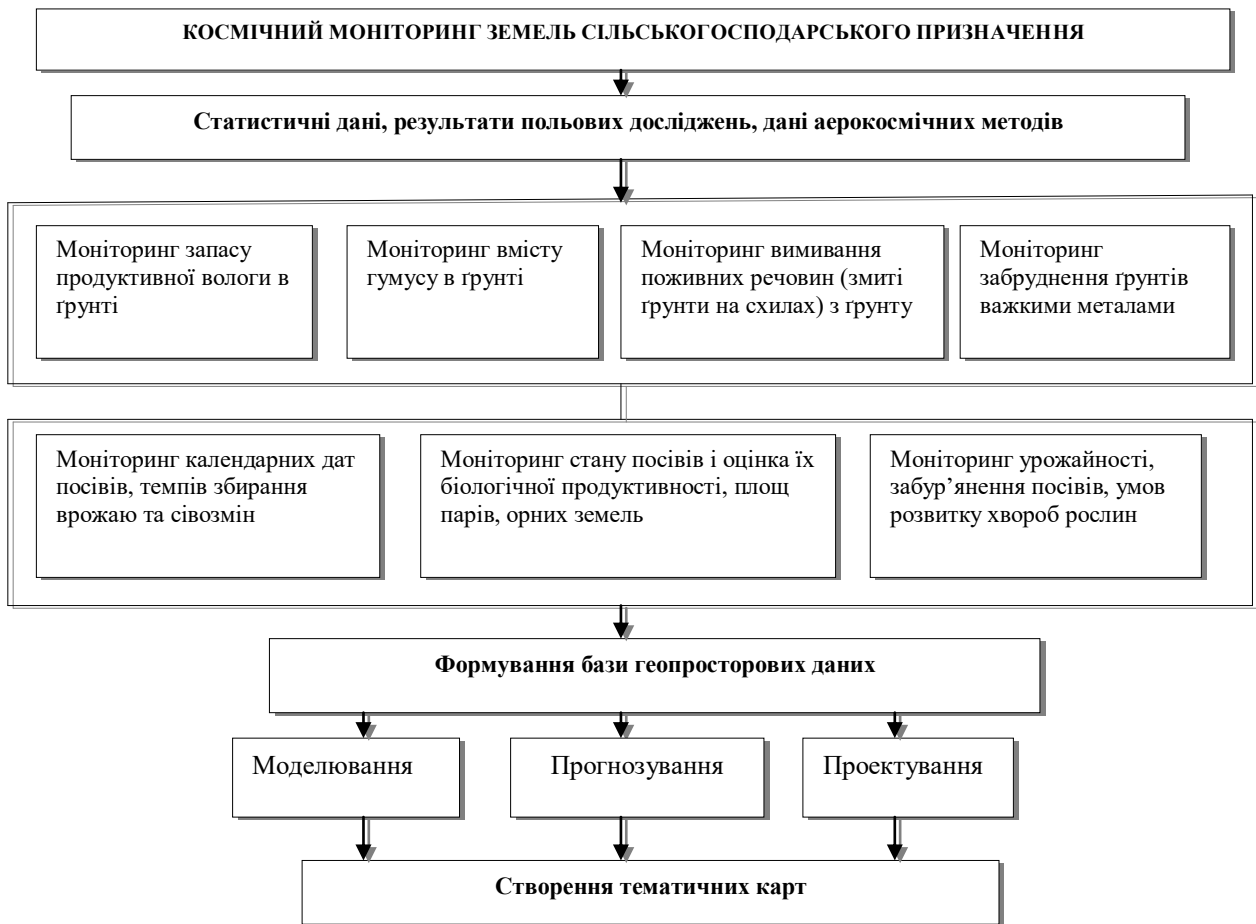 КОСМІЧНИЙ МОНІТОРИНГ ЗЕМЕЛЬ СІЛЬСЬКОГОСПОДАРСЬКОГО ПРИЗНАЧЕННЯ
Статистичні дані, результати польових досліджень, дані аерокосмічних методів
Моніторинг запасу
продуктивної вологи в
ґрунті
Моніторинг вмісту
гумусу в ґрунті
Моніторинг вимивання
поживних речовин (змиті
ґрунти на схилах) з ґрунту
Моніторинг
забруднення ґрунтів
важкими металами
Моніторинг календарних дат
посівів, темпів збирання
врожаю та сівозмін
Моніторинг стану посівів і оцінка їх
біологічної продуктивності, площ
парів, орних земель
Моніторинг урожайності,
забур’янення посівів, умов
розвитку хвороб рослин
Формування бази геопросторових даних
Моделювання
Прогнозування
Проектування
Створення тематичних карт